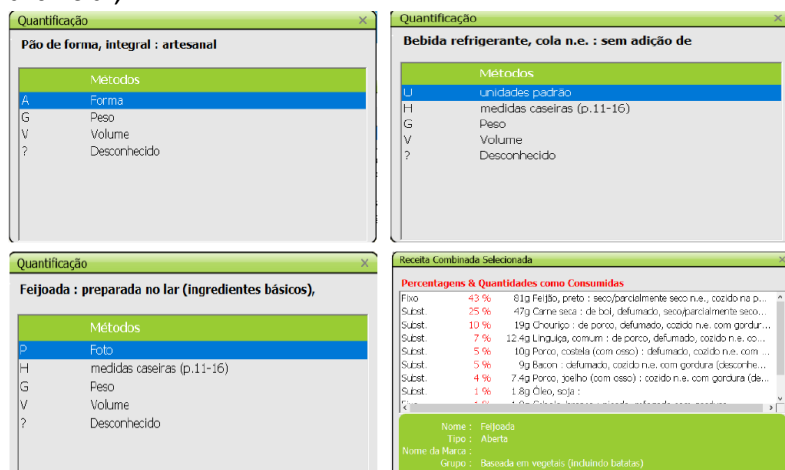 Quantificação ×
Pão de forma, integral : artesanal
Métodos
A Forma
G Peso
V Volume
? Desconhecido
Quantificação ×
Bebida refrigerante, cola n.e. : sem adição de
Métodos
U unidades padrão
H medidas caseiras (p.11-16)
G Peso
V Volume
? Desconhecido
Quantificação ×
Feijoada : preparada no lar (ingredientes básicos),
Métodos
P Foto
H medidas caseiras (p.11-16)
G Peso
V Volume
? Desconhecido
Receita Combinada Selecionada ×
Percentagens & Quantidades como Consumidas
Fixo 43 % 81g Feijão, preto : seco/parcialmente seco n.e., cozido na p...
Subst. 25 % 47g Carne seca : de boi, defumado, seco/parcialmente seco...
Subst. 10 % 19g Chouriço : de porco, defumado, cozido n.e. com gordur...
Subst. 7 % 12.4g Linguiça, comum : de porco, defumado, cozido n.e. co...
Subst. 5 % 10g Porco, costela (com osso) : defumado, cozido n.e. com ...
Subst. 5 % 9g Bacon : defumado, cozido n.e. com gordura (desconhe...
Subst. 4 % 7.4g Porco, joelho (com osso) : cozido n.e. com gordura (de...
Subst. 1 % 1.8g Óleo, soja :
Nome : Feijoada
Tipo : Aberta
Nome da Marca :
Grupo : Baseada em vegetais (incluindo batatas)